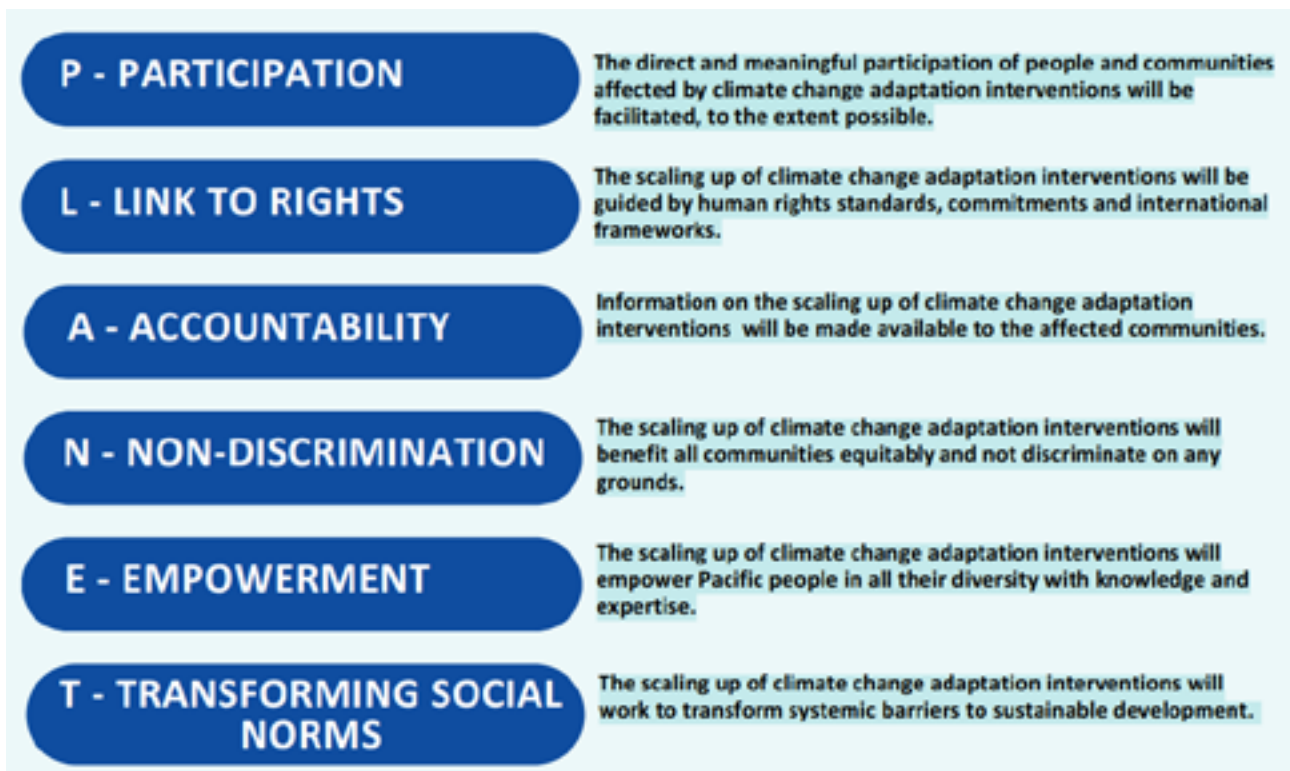 P - PARTICIPATION
The direct and meaningful participation of people and communities
affected by climate change adaptation interventions will be
facilitated, to the extent possible.
L - LINK TO RIGHTS
The scaling up of climate change adaptation interventions will be
guided by human rights standards, commitments and international
frameworks.
A - ACCOUNTABILITY
Information on the scaling up of climate change adaptation
interventions will be made available to the affected communities.
N - NON-DISCRIMINATION
The scaling up of climate change adaptation interventions will
benefit all communities equitably and not discriminate on any
grounds.
E - EMPOWERMENT
The scaling up of climate change adaptation interventions will
empower Pacific people in all their diversity with knowledge and
expertise.
T - TRANSFORMING SOCIAL
NORMS
The scaling up of climate change adaptation interventions will
work to transform systemic barriers to sustainable development.